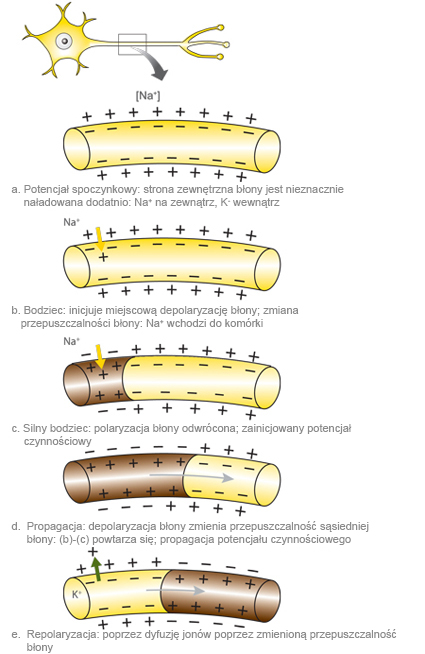 [Na⁺]
a. Potencjał spoczynkowy: strona zewnętrzna błony jest nieznacznie
naładowana dodatnio: Na⁺ na zewnątrz, K⁻ wewnątrz
Na⁺
b. Bodziec: inicjuje miejscową depolaryzację błony; zmiana
przepuszczalności błony: Na⁺ wchodzi do komórki
Na⁺
c. Silny bodziec: polaryzacja błony odwrócona; zainicjowany potencjał
czynnościowy
d. Propagacja: depolaryzacja błony zmienia przepuszczalność sąsiedniej
błony: (b)-(c) powtarza się; propagacja potencjału czynnościowego
K⁺
e. Repolaryzacja: poprzez dyfuzję jonów poprzez zmienioną przepuszczalność
błony